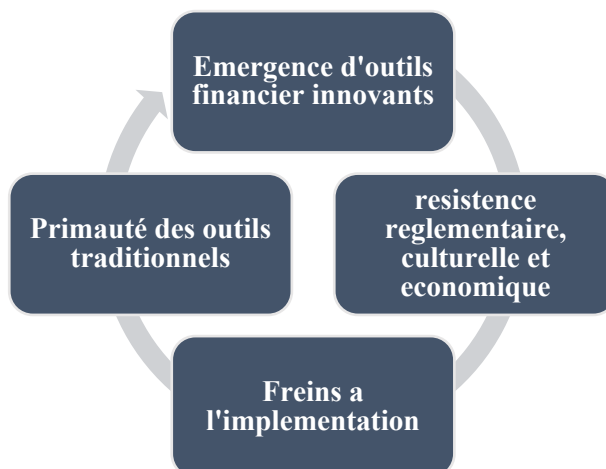 Emergence d'outils
financier innovants
resistence
reglementaire,
culturelle et
economique
Freins a
l'implementation
Primauté des outils
traditionnels